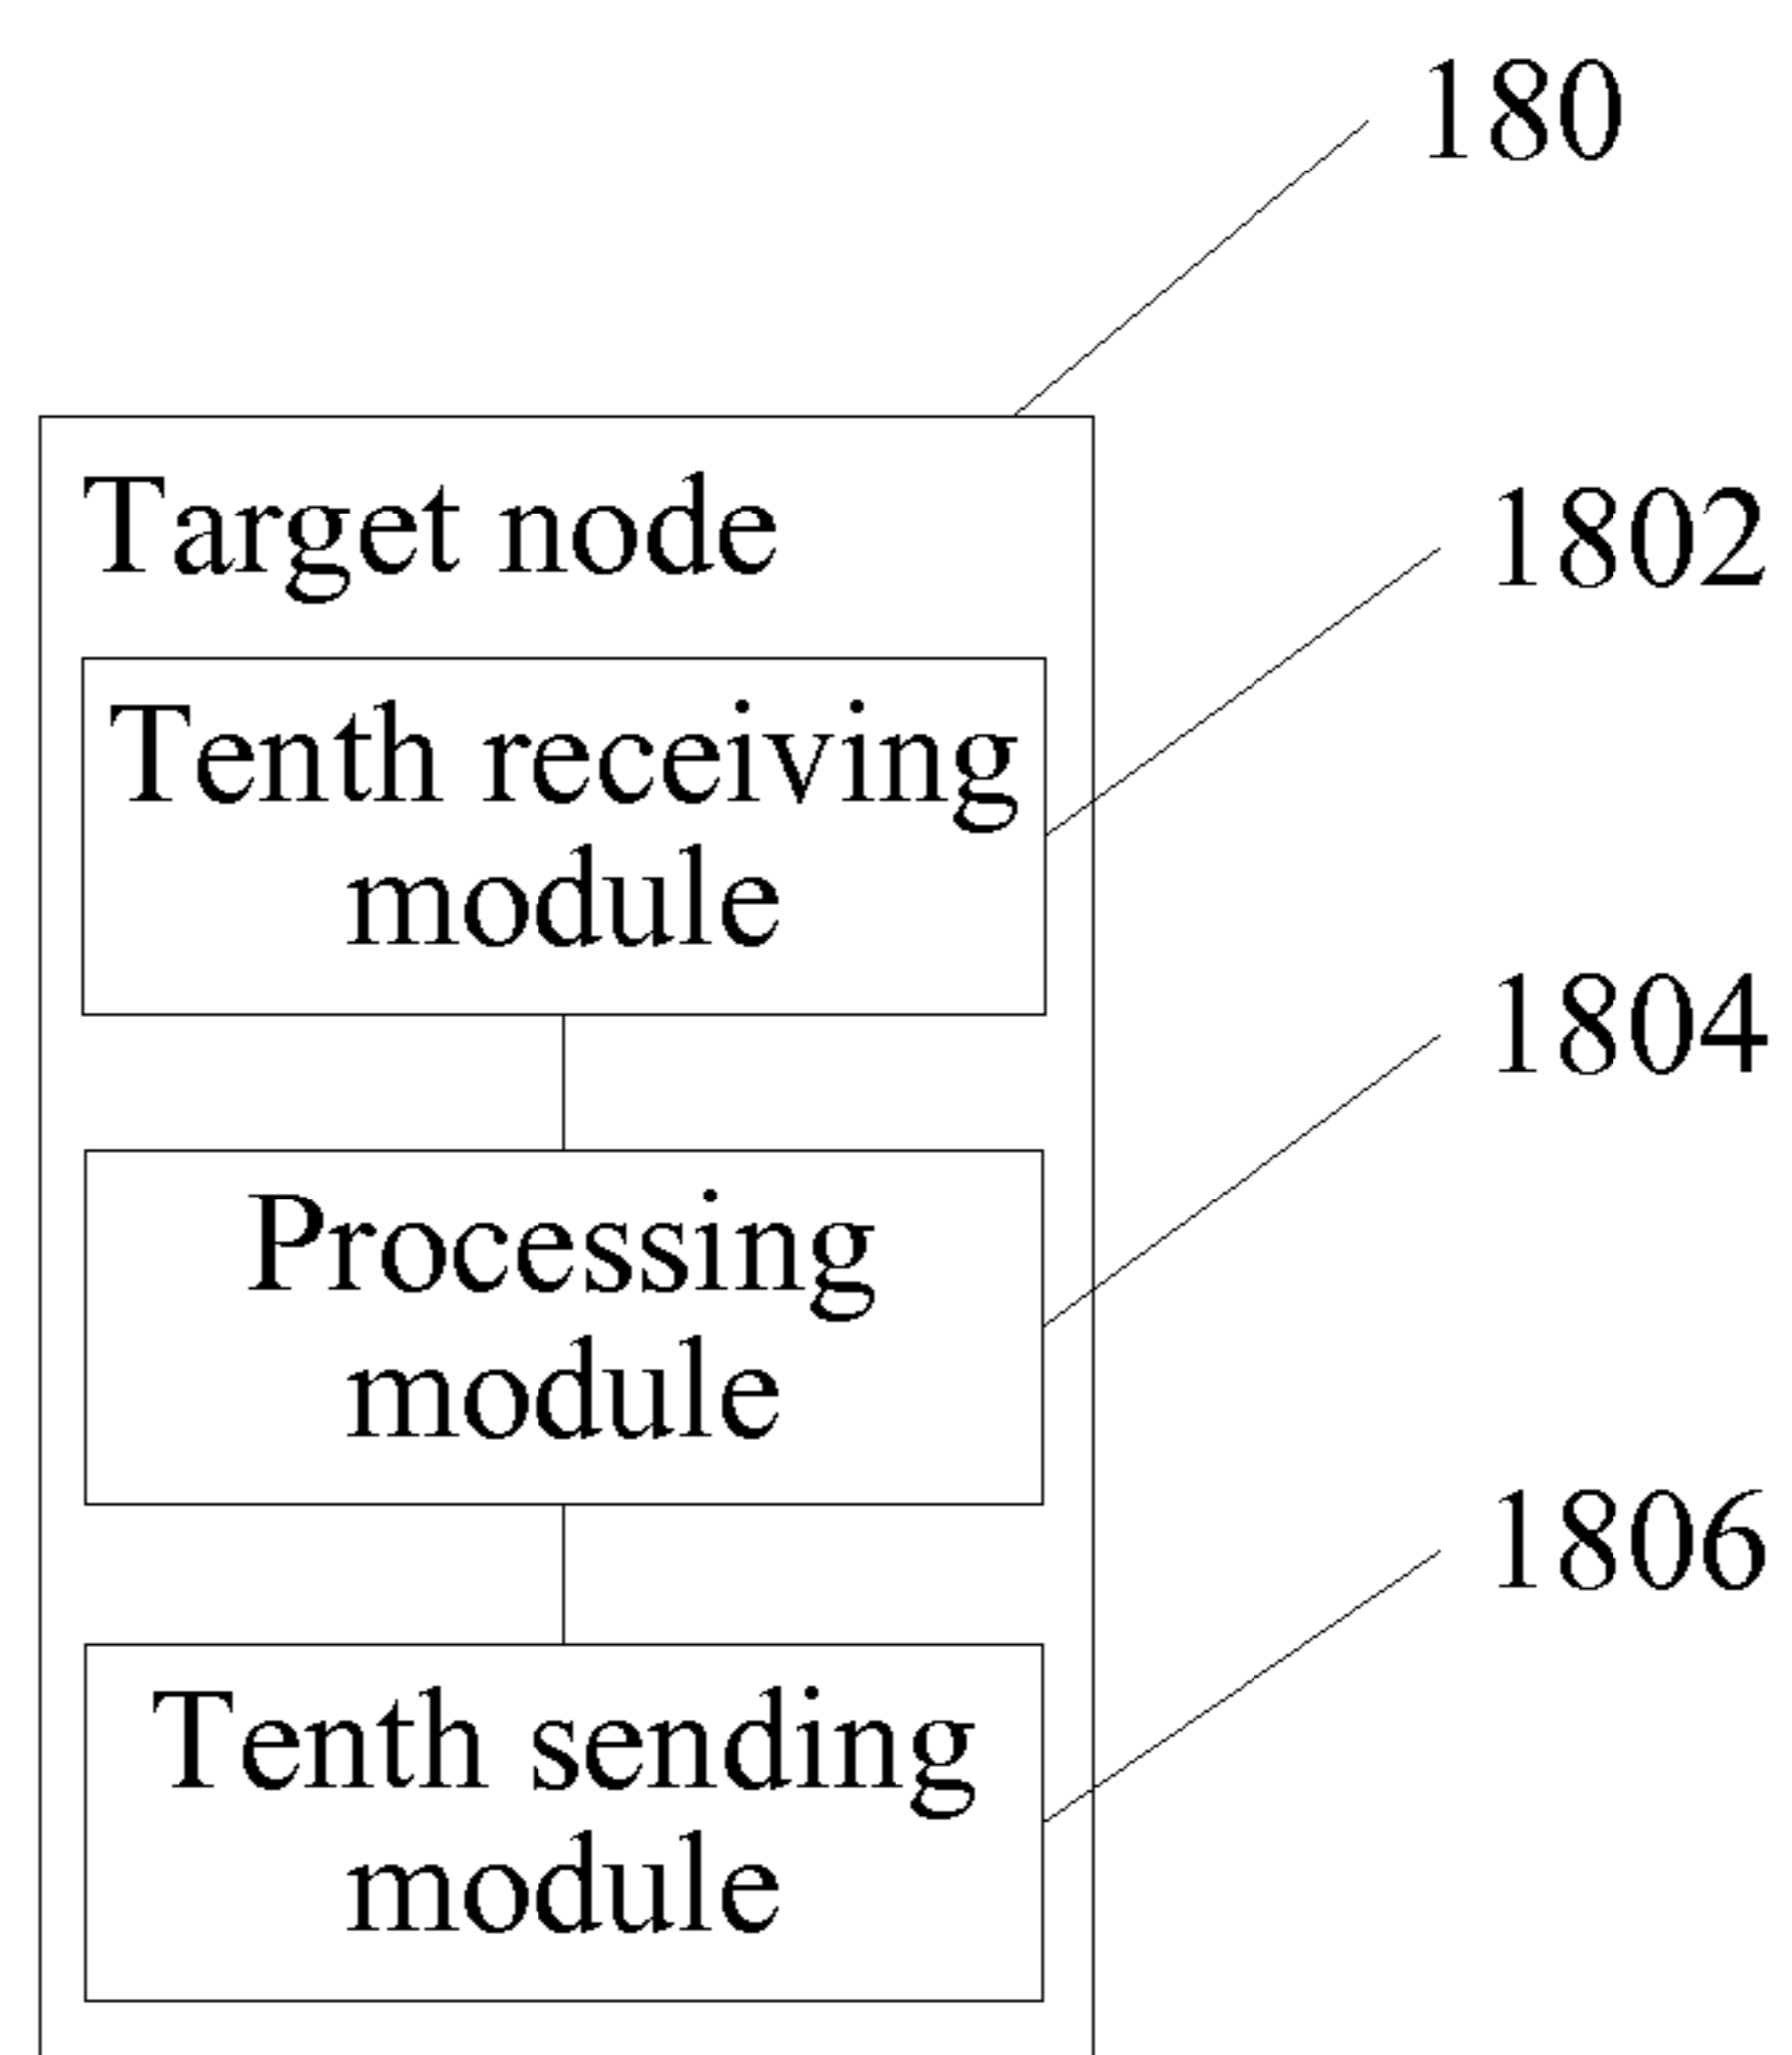 180
Target node
1802
Tenth receiving
module
1804
Processing
module
1806
Tenth sending
module